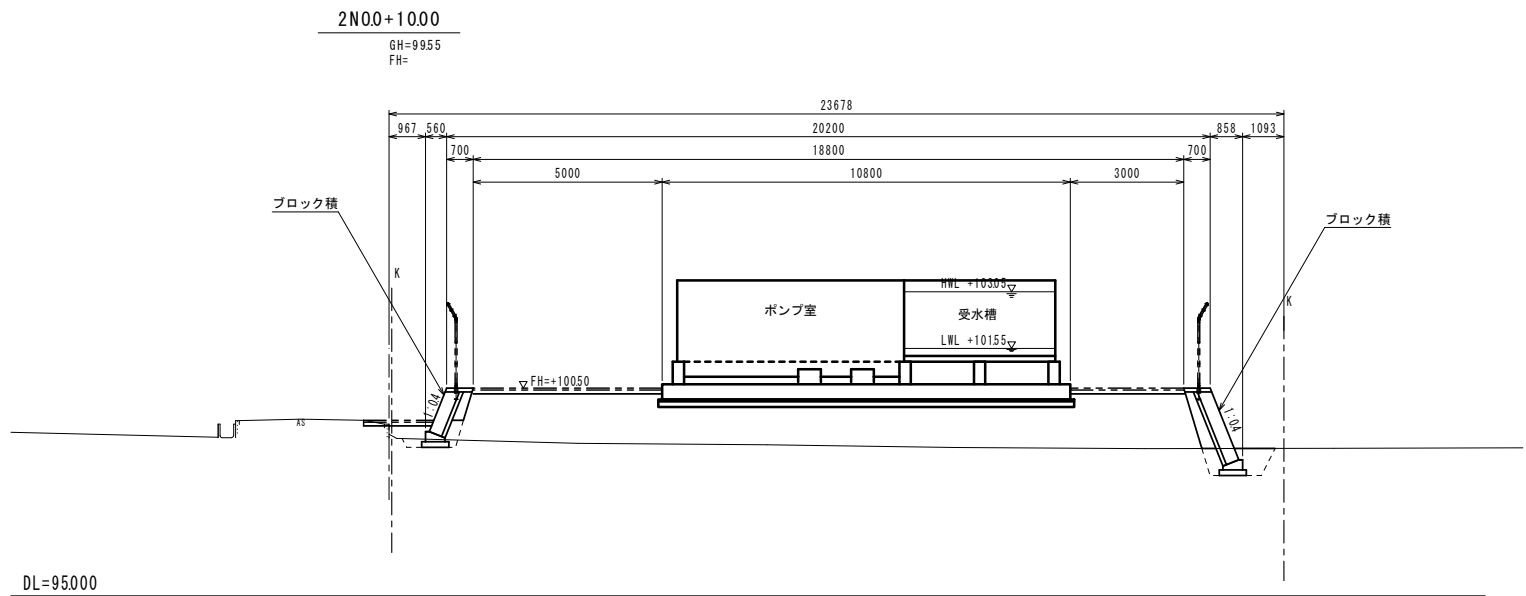 2NO.0+10.00
GH=99.55
FH=
23678
967
560
20200
858
1093
700
18800
700
5000
10800
3000
ブロック積
ブロック積
K
K
HWL +103.05
ポンプ室
受水槽
LWL +101.55
FH=+100.50
1:0.4
1:0.4
AS
DL=95.000